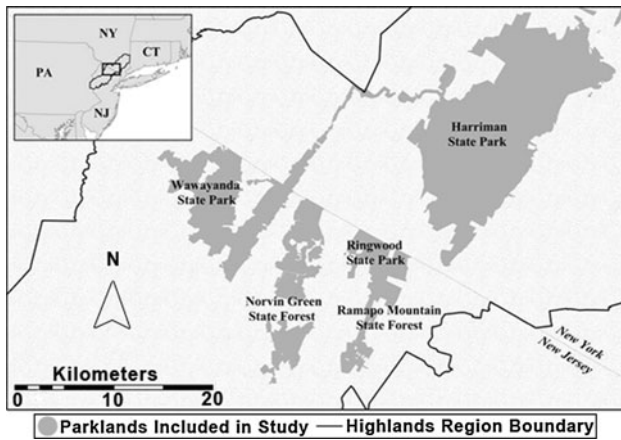 NY
CT
PA
NJ
Harriman
State Park
Wawayanda
State Park
Ringwood
State Park
N
Norvin Green
State Forest
Ramapo Mountain
State Forest
New York
New Jersey
Kilometers
0 10 20
Parklands Included in Study
Highlands Region Boundary